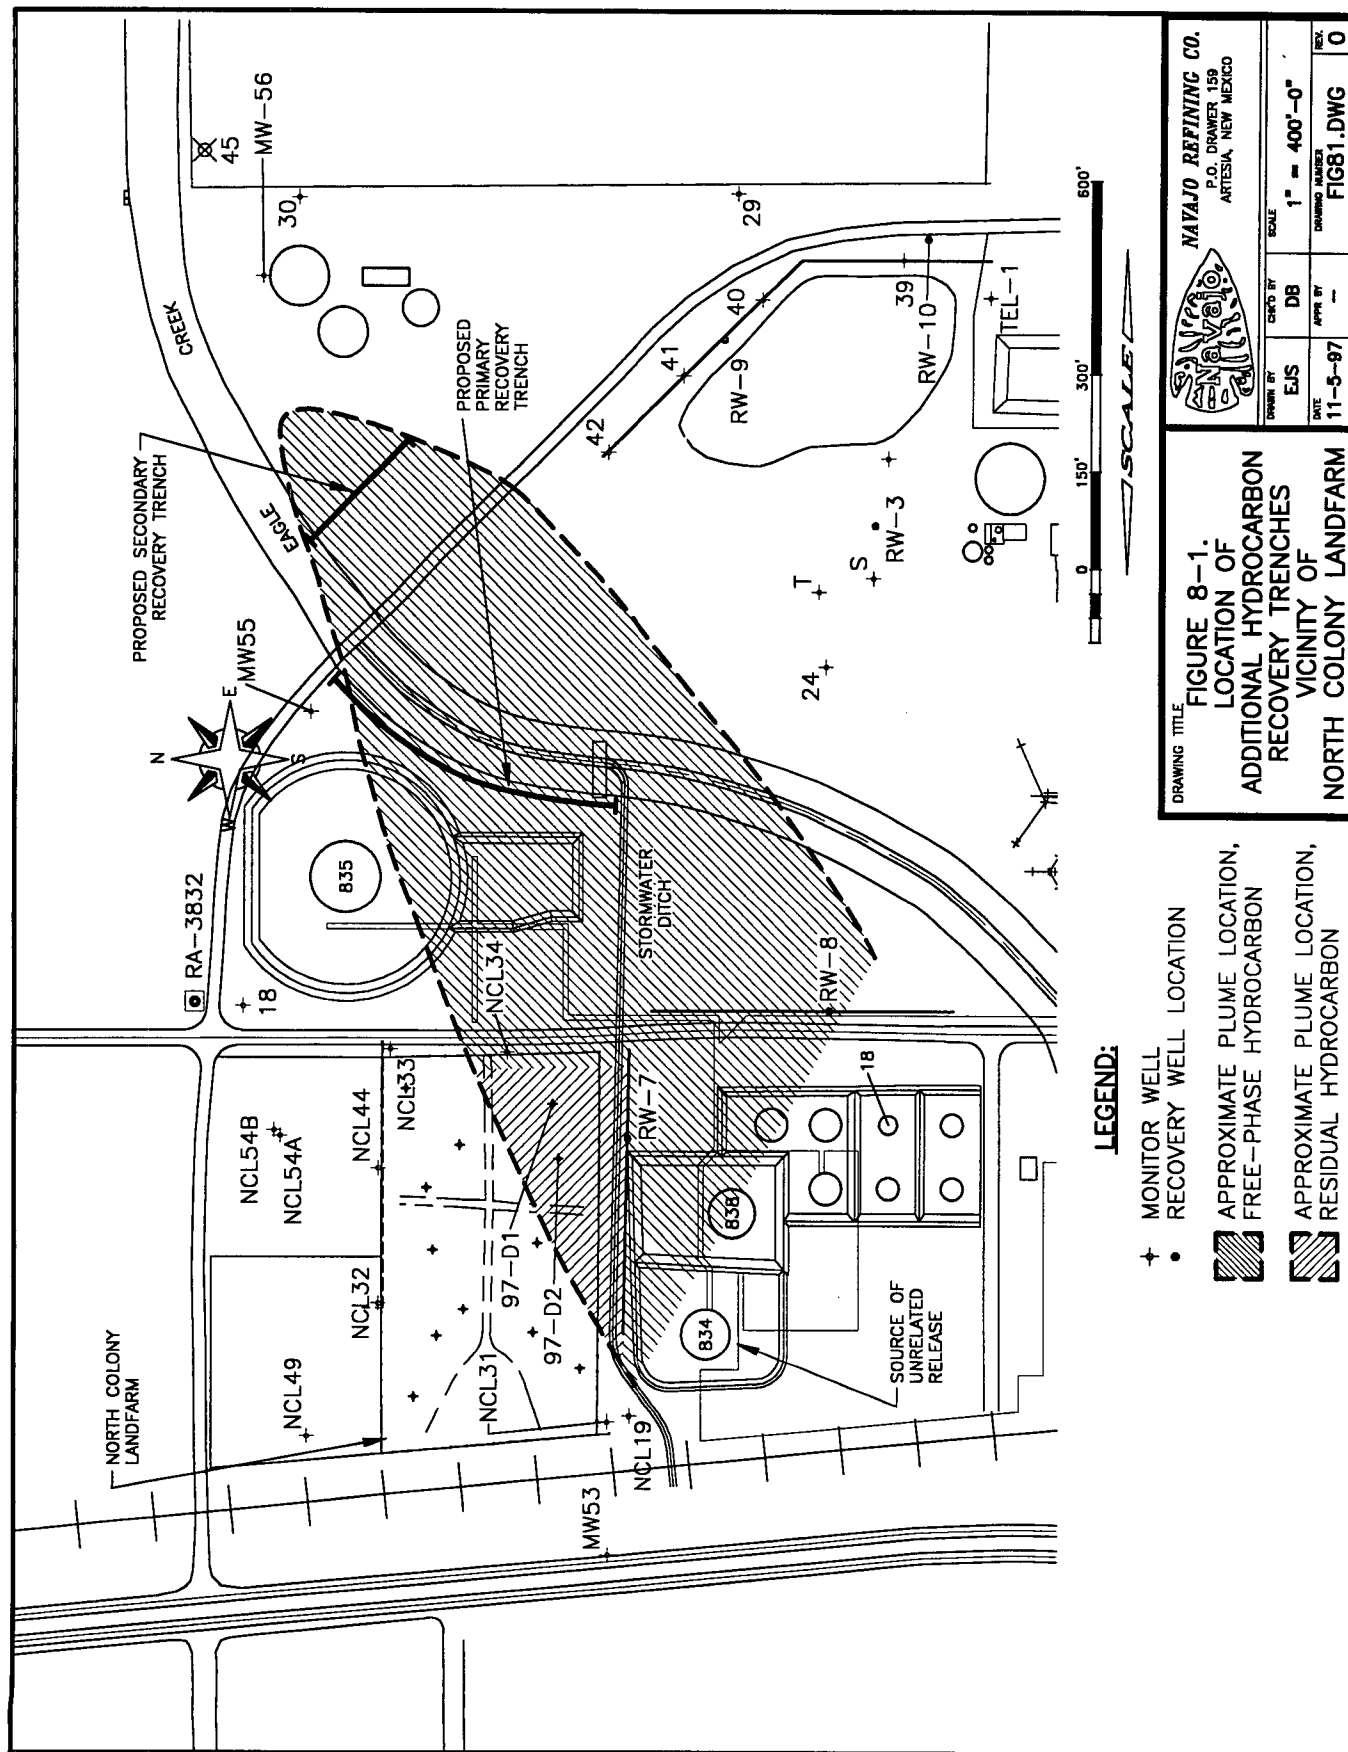 CREEK
EAGLE
45
MW-56
30
29
PROPOSED SECONDARY
RECOVERY TRENCH
PROPOSED
PRIMARY
RECOVERY
TRENCH
MW55
N
E
S
W
42
41
40
39
RW-9
RW-10
TEL-1
RW-3
S
T
24
RA-3832
18
835
NCL34
STORMWATER
DITCH
RW-8
NCL54B
NCL54A
NCL44
NCL33
NCL32
NCL49
NCL31
97-D1
97-D2
RW-7
18
838
834
NORTH COLONY
LANDFARM
NCL19
MW53
SOURCE OF
UNRELATED
RELEASE
0
150'
300'
600'
SCALE
LEGEND:
MONITOR WELL
RECOVERY WELL LOCATION
APPROXIMATE PLUME LOCATION,
FREE-PHASE HYDROCARBON
APPROXIMATE PLUME LOCATION,
RESIDUAL HYDROCARBON
DRAWING TITLE
FIGURE 8-1.
LOCATION OF
ADDITIONAL HYDROCARBON
RECOVERY TRENCHES
VICINITY OF
NORTH COLONY LANDFARM
Navajo
NAVAJO REFINING CO.
P.O. DRAWER 159
ARTESIA, NEW MEXICO
DRAWN BY
EJS
CHK'D BY
DB
SCALE
1" = 400'-0"
DATE
11-5-97
APPR BY
--
DRAWING NUMBER
FIG81.DWG
REV.
0